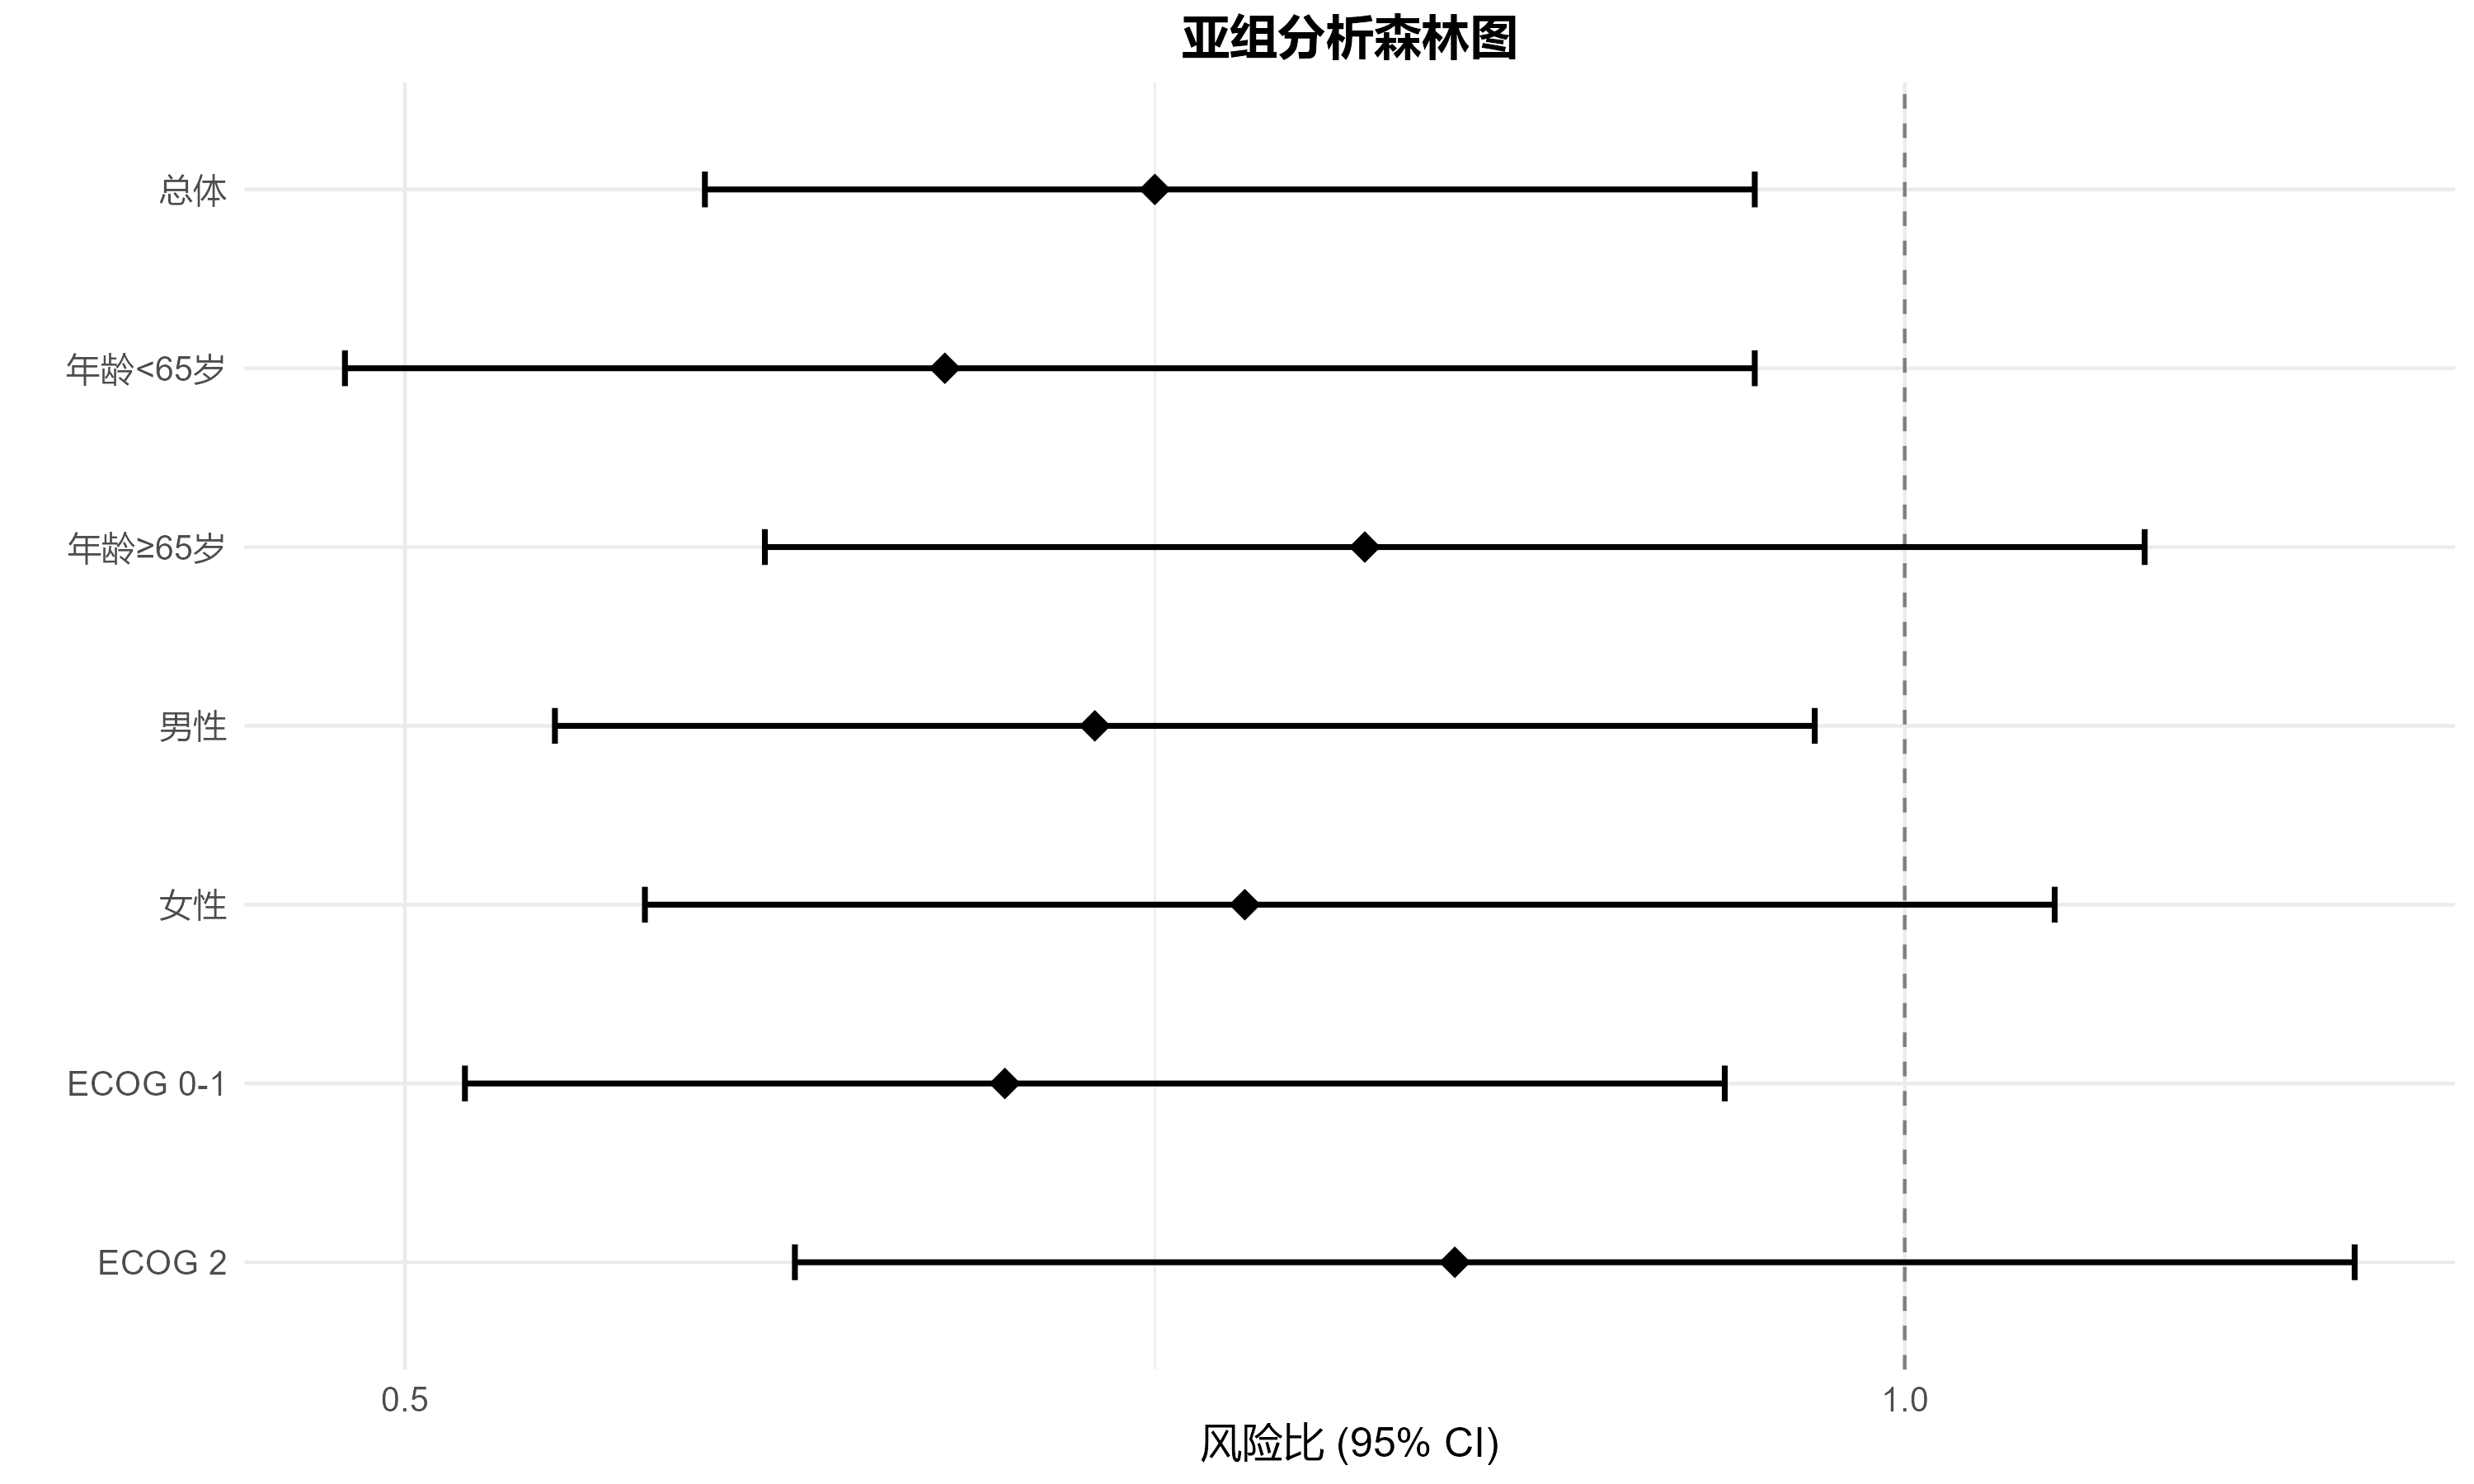 亚组分析森林图
总体
年龄<65岁
年龄≥65岁
男性
女性
ECOG 0-1
ECOG 2
0.5 1.0
风险比 (95% CI)